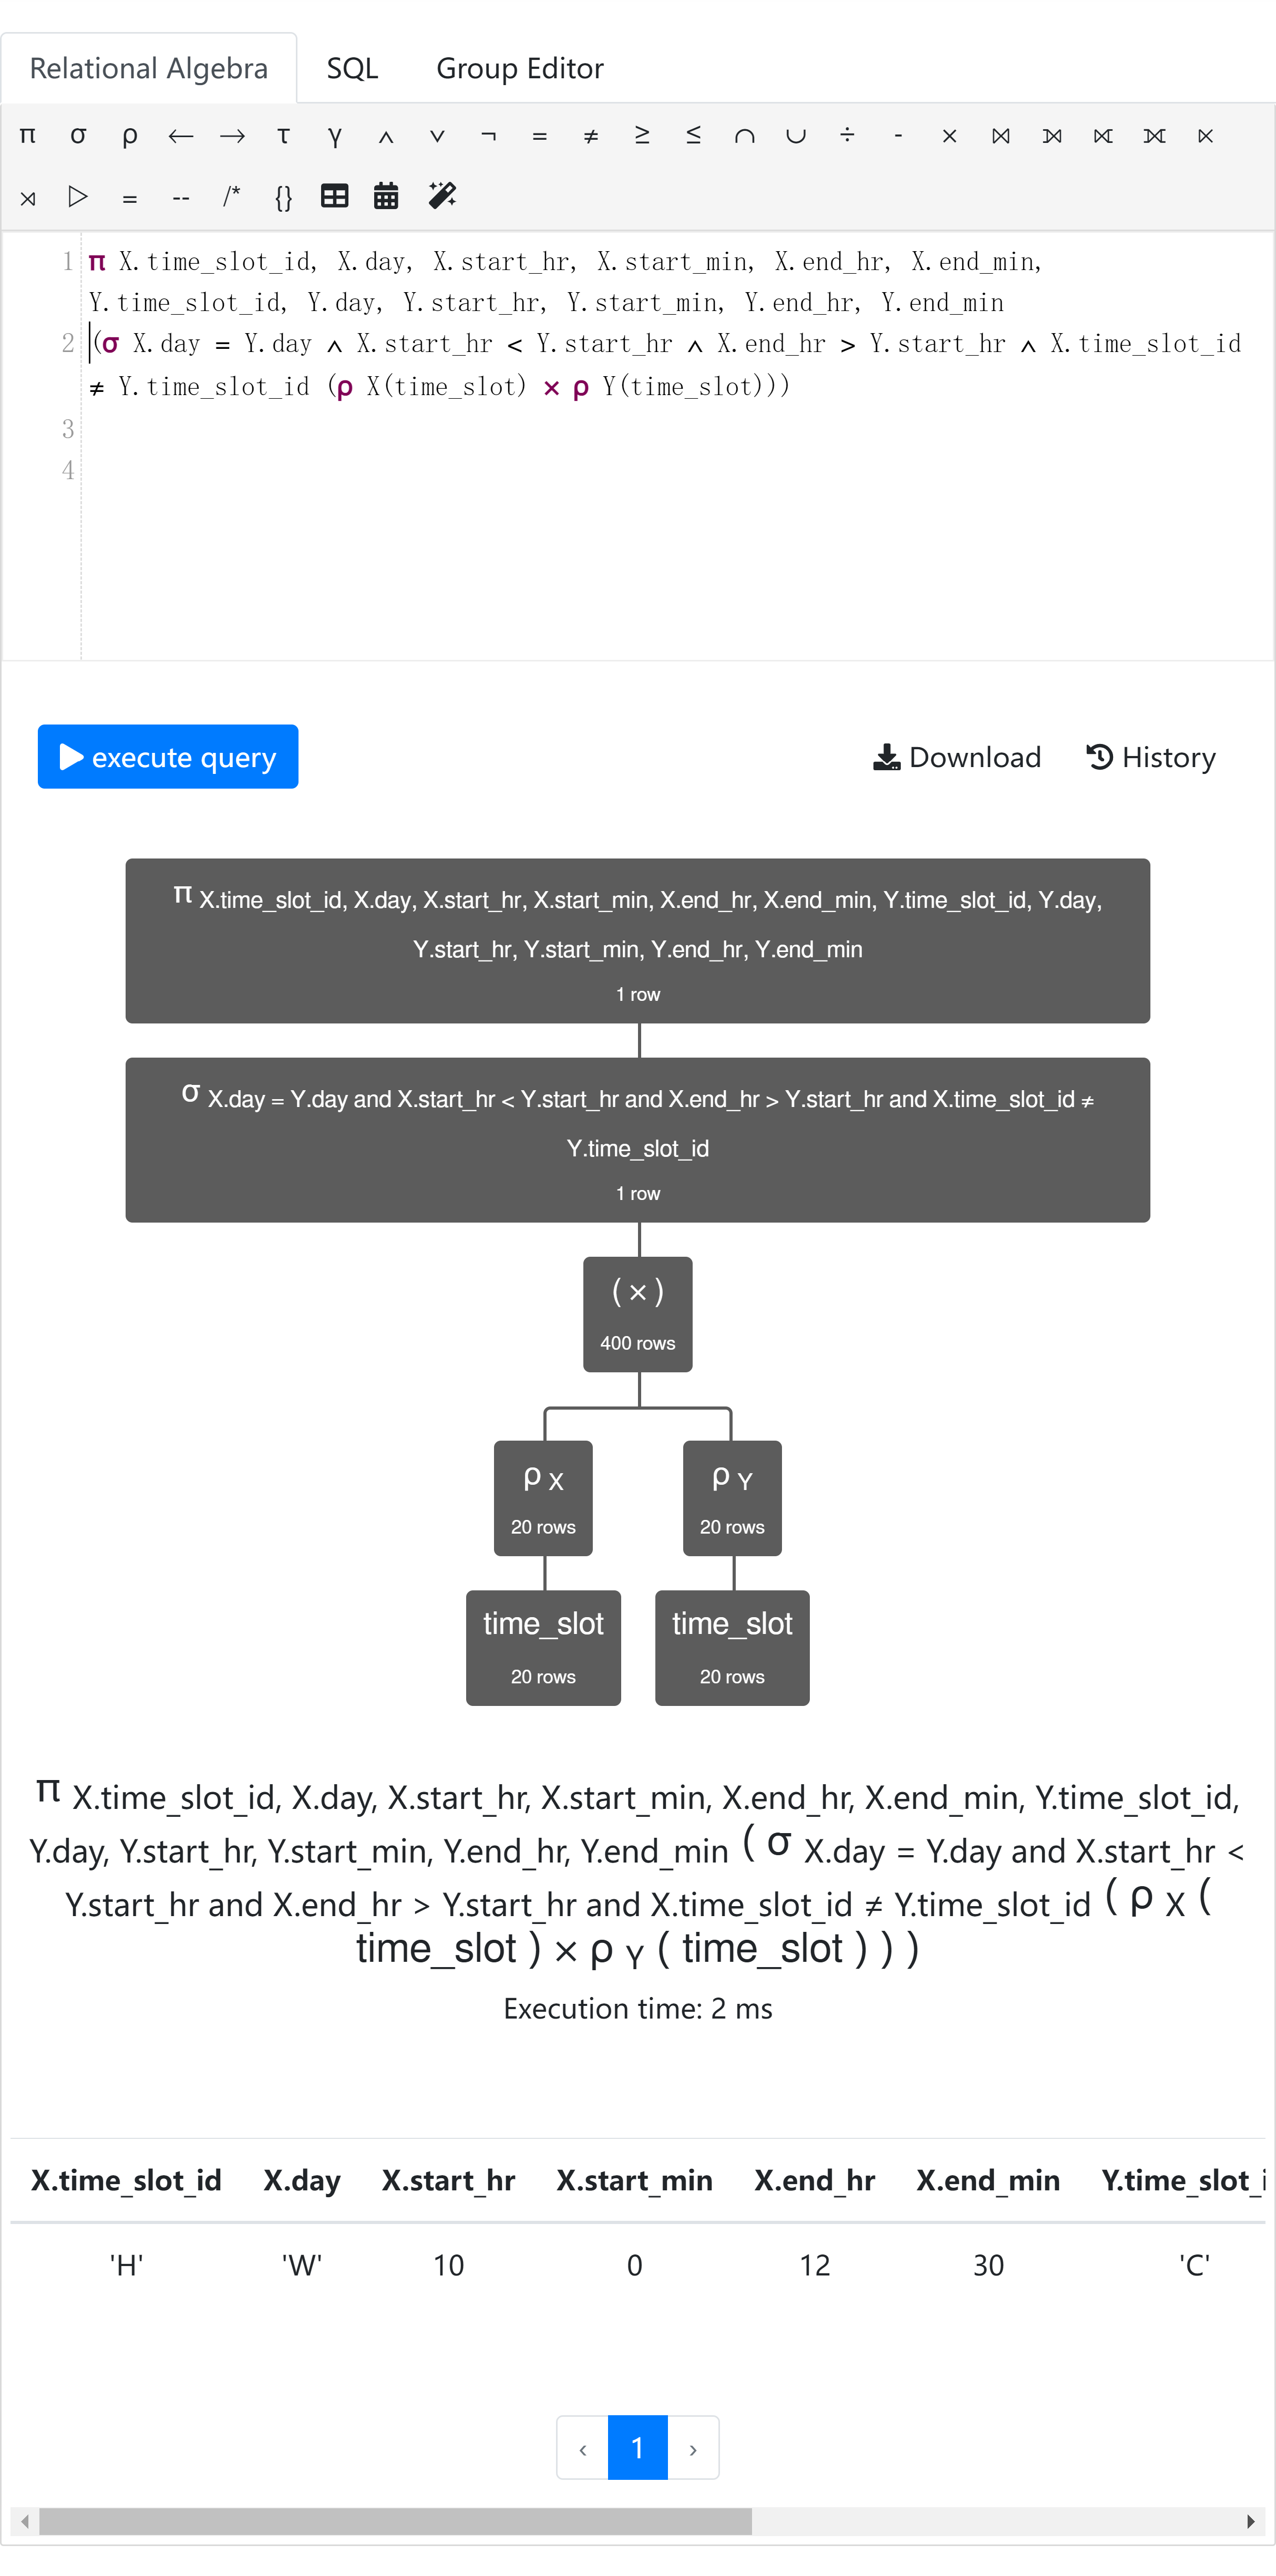 Relational Algebra SQL Group Editor
π σ ρ ← → τ γ ∧ ∨ ¬ = ≠ ≥ ≤ ∩ ∪ ÷ - × ⋈ ⟕ ⟖ ⟗ ⋉
⋊ ▷ = -- /* {}
1 π X.time_slot_id, X.day, X.start_hr, X.start_min, X.end_hr, X.end_min,
Y.time_slot_id, Y.day, Y.start_hr, Y.start_min, Y.end_hr, Y.end_min
2 (σ X.day = Y.day ∧ X.start_hr < Y.start_hr ∧ X.end_hr > Y.start_hr ∧ X.time_slot_id
≠ Y.time_slot_id (ρ X(time_slot) × ρ Y(time_slot)))
3
4
execute query Download History
π X.time_slot_id, X.day, X.start_hr, X.start_min, X.end_hr, X.end_min, Y.time_slot_id, Y.day,
Y.start_hr, Y.start_min, Y.end_hr, Y.end_min
1 row
σ X.day = Y.day and X.start_hr < Y.start_hr and X.end_hr > Y.start_hr and X.time_slot_id ≠
Y.time_slot_id
1 row
( × )
400 rows
ρ X ρ Y
20 rows 20 rows
time_slot time_slot
20 rows 20 rows
π X.time_slot_id, X.day, X.start_hr, X.start_min, X.end_hr, X.end_min, Y.time_slot_id,
Y.day, Y.start_hr, Y.start_min, Y.end_hr, Y.end_min ( σ X.day = Y.day and X.start_hr <
Y.start_hr and X.end_hr > Y.start_hr and X.time_slot_id ≠ Y.time_slot_id ( ρ X (
time_slot ) × ρ Y ( time_slot ) ) )
Execution time: 2 ms
X.time_slot_id X.day X.start_hr X.start_min X.end_hr X.end_min Y.time_slot_i
'H' 'W' 10 0 12 30 'C'
‹ 1 ›